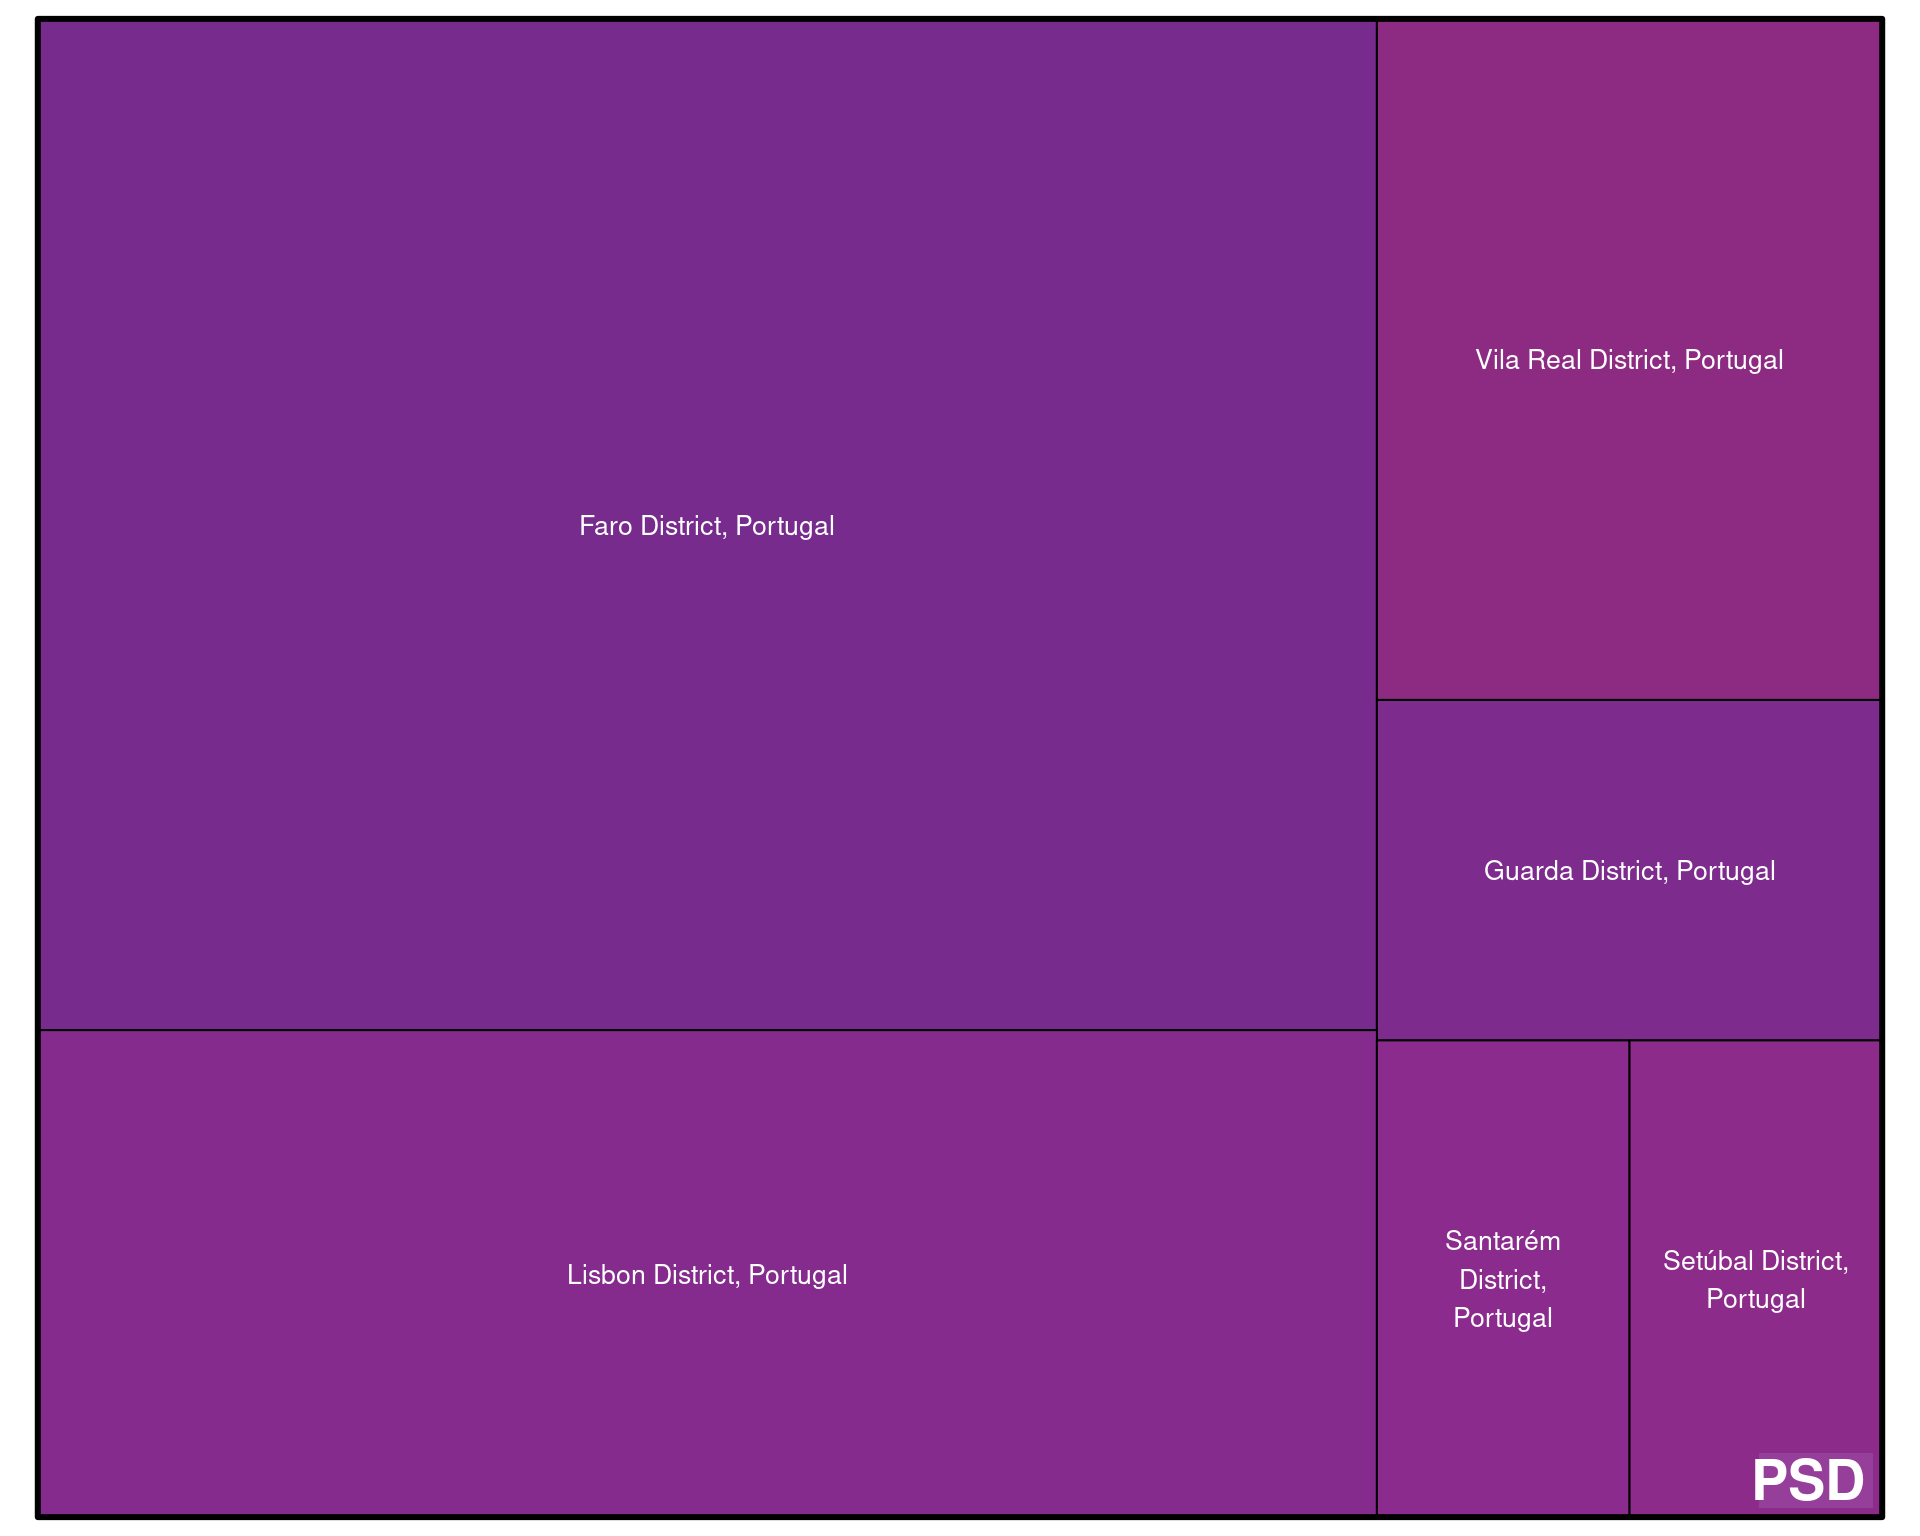 Faro District, Portugal
Vila Real District, Portugal
Guarda District, Portugal
Lisbon District, Portugal
Santarém
District,
Portugal
Setúbal District,
Portugal
PSD